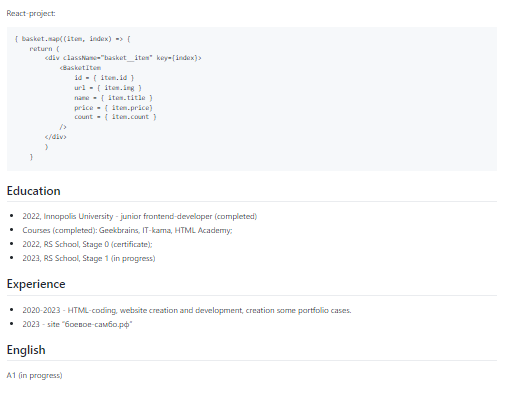 React-project:
{ basket.map((item, index) => {
return (
<div className="basket__item" key={index}>
<BasketItem
id = { item.id }
url = { item.img }
name = { item.title }
price = { item.price}
count = { item.count }
/>
</div>
)
}
Education
2022, Innopolis University - junior frontend-developer (completed)
Courses (completed): Geekbrains, IT-kama, HTML Academy;
2022, RS School, Stage 0 (certificate);
2023, RS School, Stage 1 (in progress)
Experience
2020-2023 - HTML-coding, website creation and development, creation some portfolio cases.
2023 - site "боевое-самбо.рф"
English
A1 (in progress)